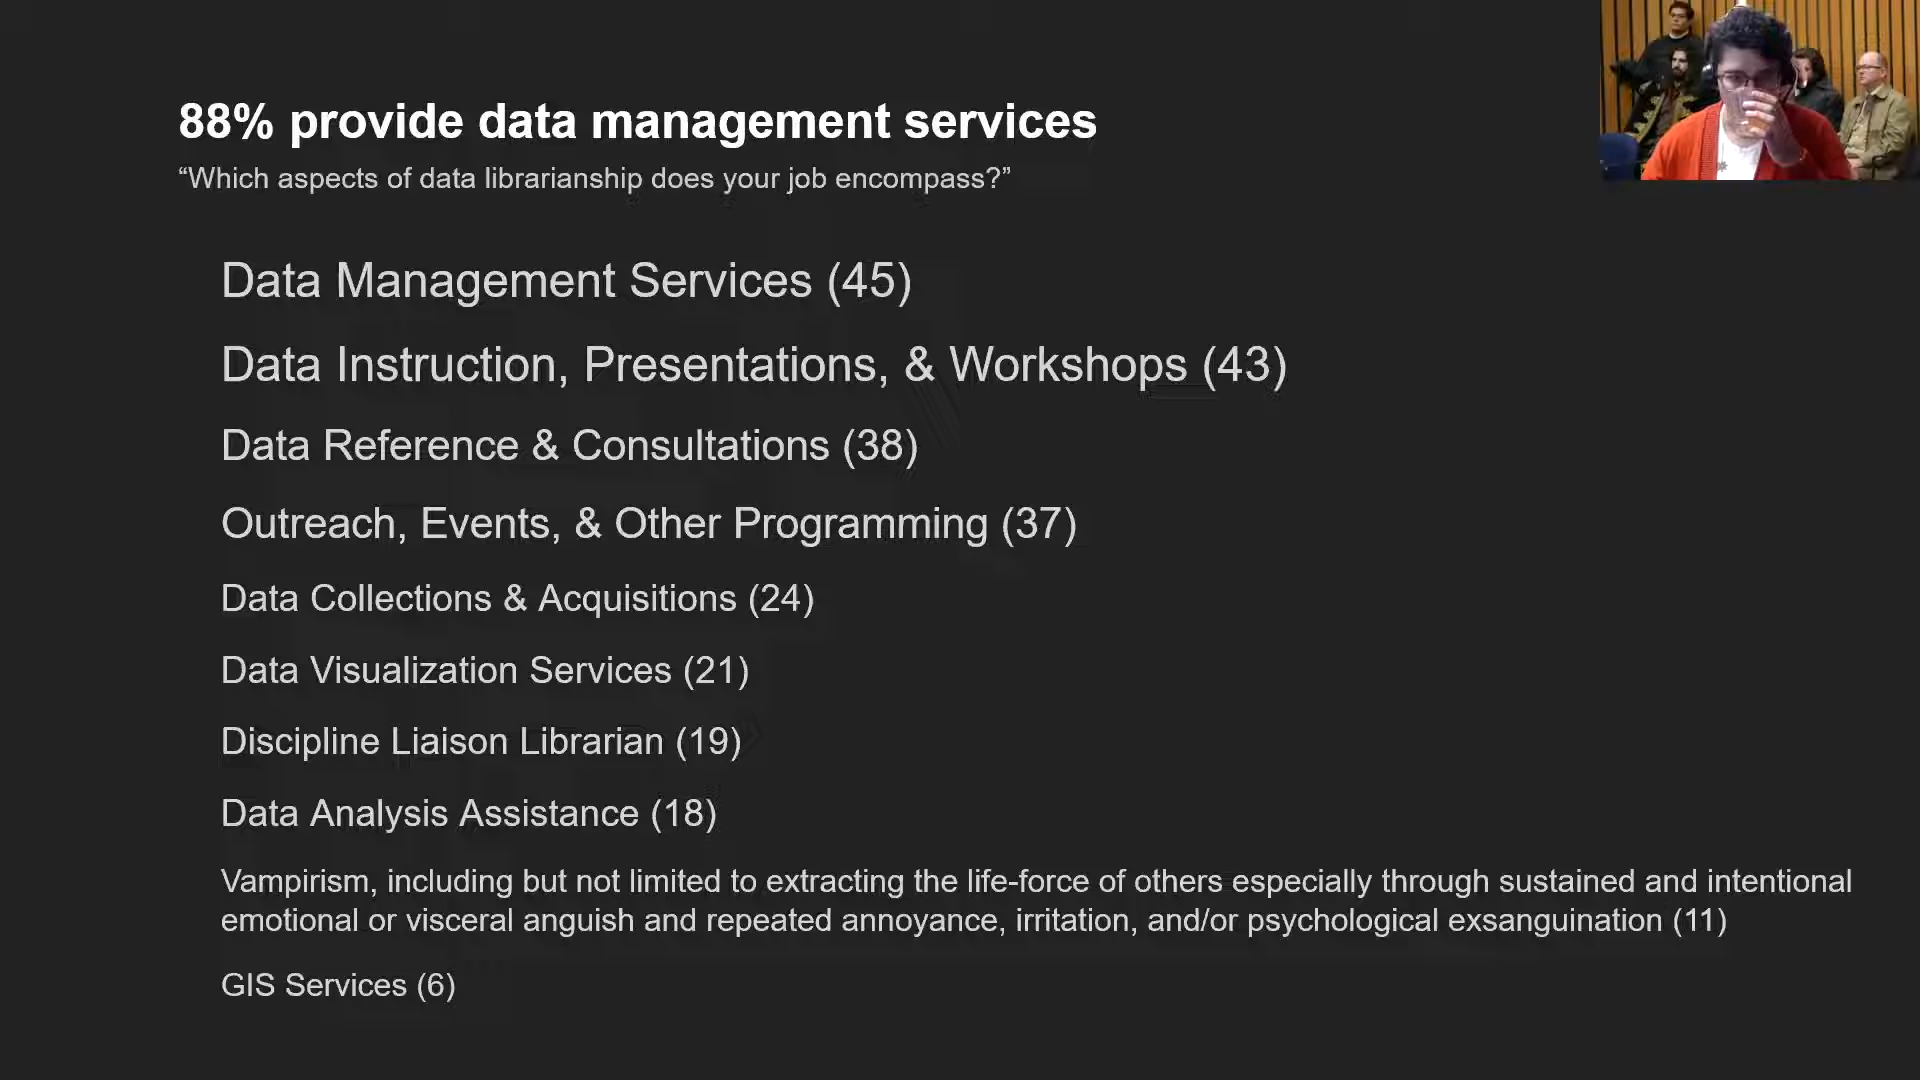 88% provide data management services
“Which aspects of data librarianship does your job encompass?”
Data Management Services (45)
Data Instruction, Presentations, & Workshops (43)
Data Reference & Consultations (38)
Outreach, Events, & Other Programming (37)
Data Collections & Acquisitions (24)
Data Visualization Services (21)
Discipline Liaison Librarian (19)
Data Analysis Assistance (18)
Vampirism, including but not limited to extracting the life-force of others especially through sustained and intentional
emotional or visceral anguish and repeated annoyance, irritation, and/or psychological exsanguination (11)
GIS Services (6)